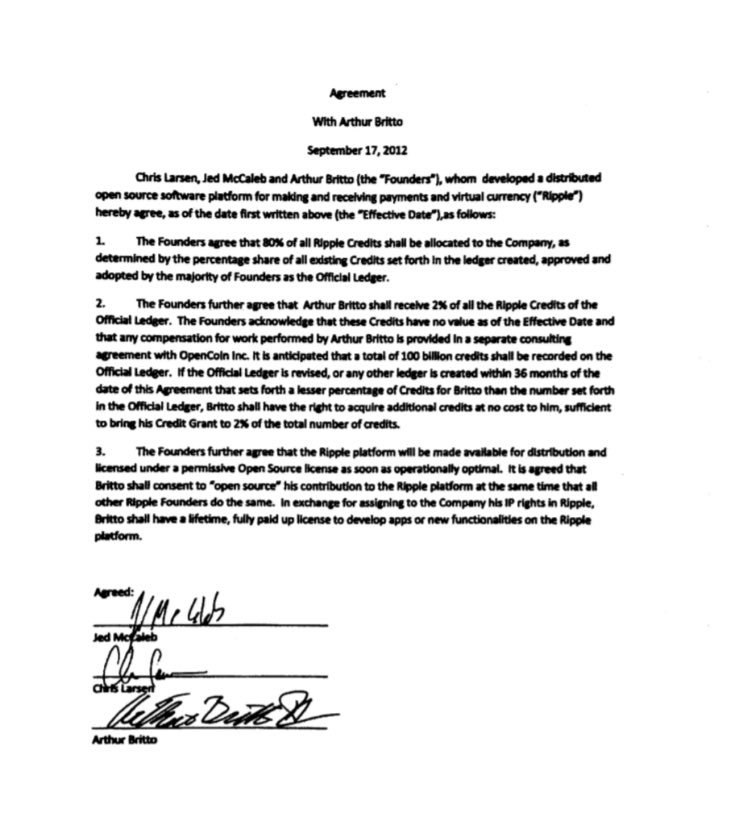 Agreement
With Arthur Britto
September 17, 2012
Chris Larsen, Jed McCaleb and Arthur Britto (the "Founders"), whom developed a distributed
open source software platform for making and receiving payments and virtual currency ("Ripple")
hereby agree, as of the date first written above (the "Effective Date"),as follows:
1. The Founders agree that 80% of all Ripple Credits shall be allocated to the Company, as
determined by the percentage share of all existing Credits set forth in the ledger created, approved and
adopted by the majority of Founders as the Official Ledger.
2. The Founders further agree that Arthur Britto shall receive 2% of all the Ripple Credits of the
Official Ledger. The Founders acknowledge that these Credits have no value as of the Effective Date and
that any compensation for work performed by Arthur Britto is provided in a separate consulting
agreement with OpenCoin Inc. It is anticipated that a total of 100 billion credits shall be recorded on the
Official Ledger. If the Official Ledger is revised, or any other ledger is created within 36 months of the
date of this Agreement that sets forth a lesser percentage of Credits for Britto than the number set forth
in the Official Ledger, Britto shall have the right to acquire additional credits at no cost to him, sufficient
to bring his Credit Grant to 2% of the total number of credits.
3. The Founders further agree that the Ripple platform will be made available for distribution and
licensed under a permissive Open Source license as soon as operationally optimal. It is agreed that
Britto shall consent to "open source" his contribution to the Ripple platform at the same time that all
other Ripple Founders do the same. In exchange for assigning to the Company his IP rights in Ripple,
Britto shall have a lifetime, fully paid up license to develop apps or new functionalities on the Ripple
platform.
Agreed:
Jed McCaleb
Chris Larsen
Arthur Britto
Arthur Britto